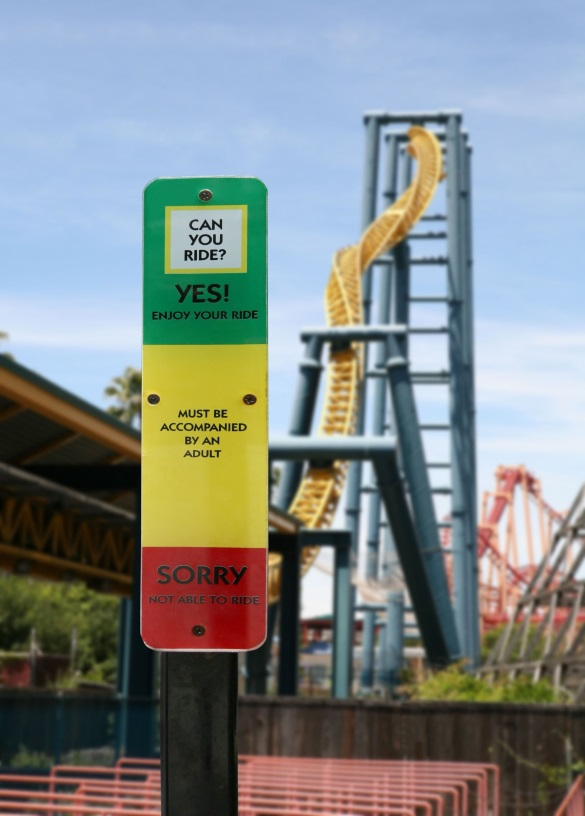 CAN
YOU
RIDE?
YES!
ENJOY YOUR RIDE
MUST BE
ACCOMPANIED
BY AN
ADULT
SORRY
NOT ABLE TO RIDE